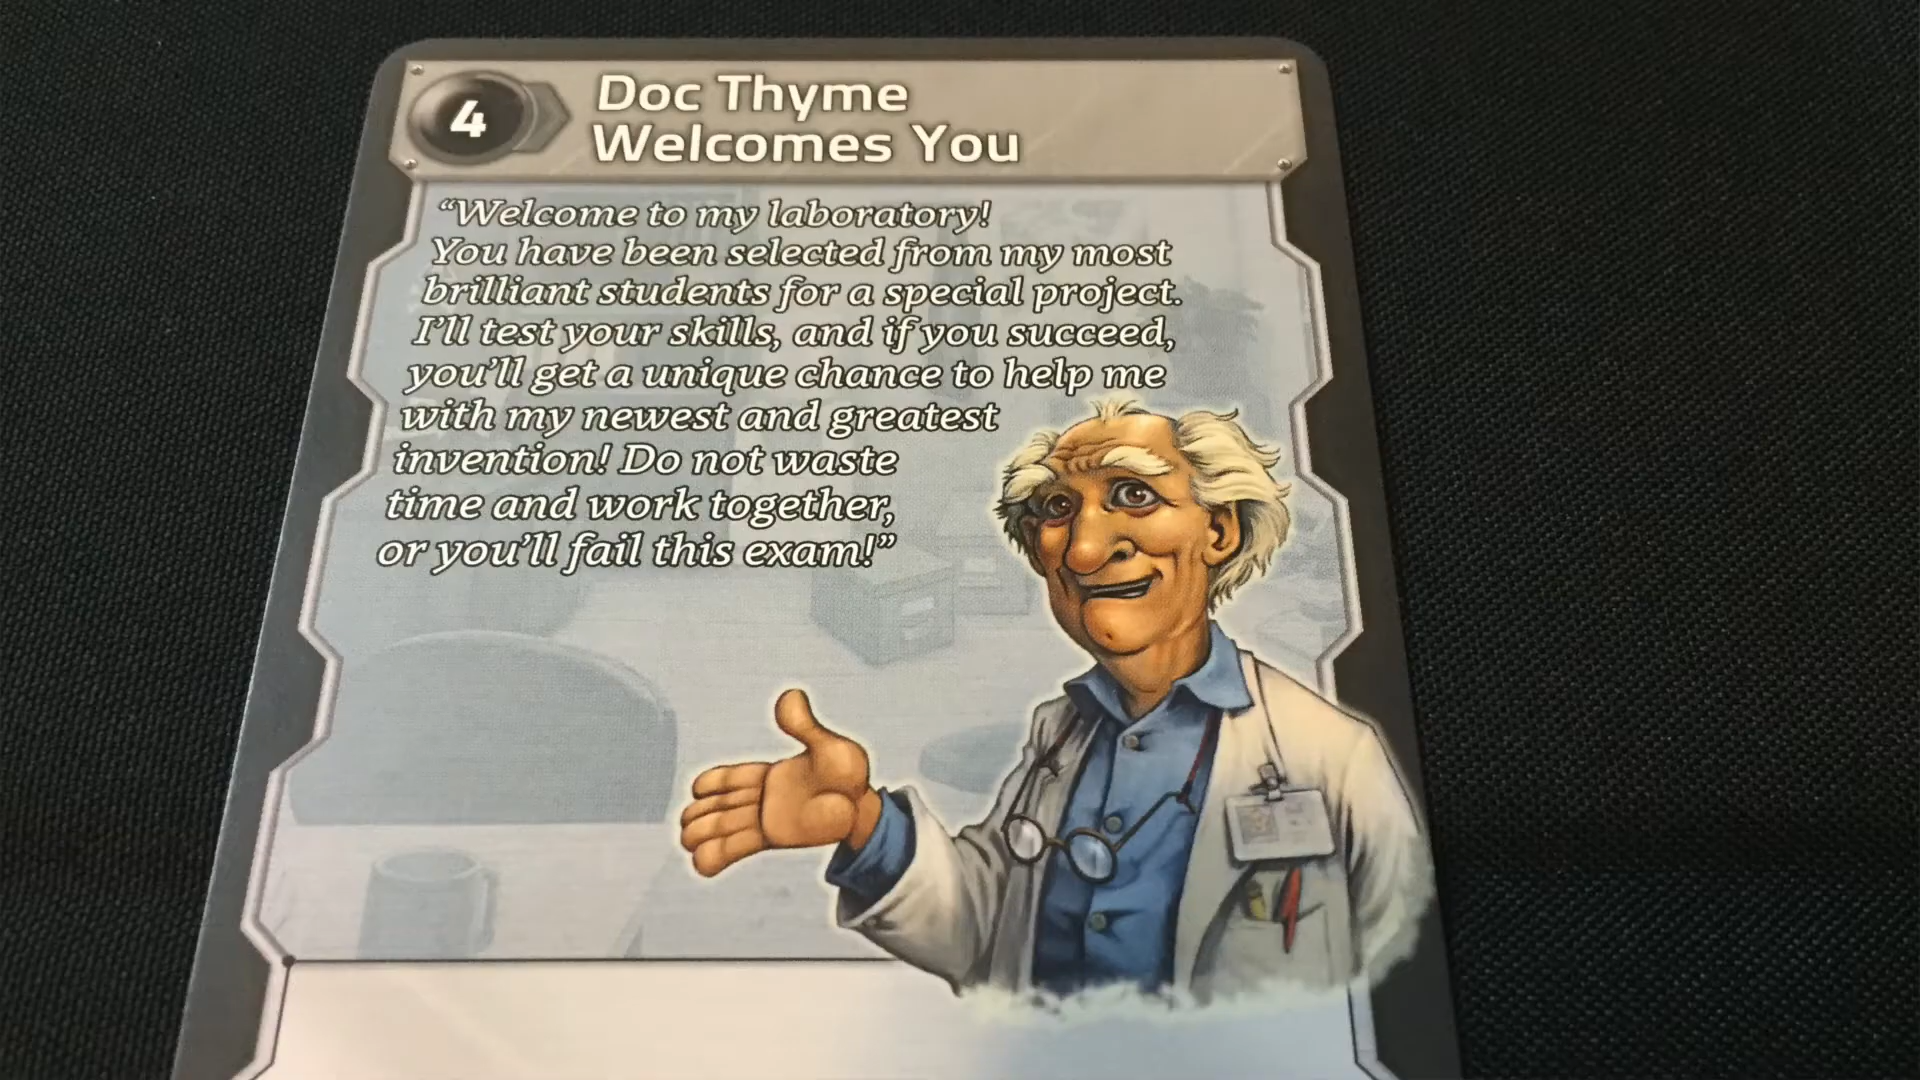 4
Doc Thyme
Welcomes You
“Welcome to my laboratory!
You have been selected from my most
brilliant students for a special project.
I’ll test your skills, and if you succeed,
you’ll get a unique chance to help me
with my newest and greatest
invention! Do not waste
time and work together,
or you’ll fail this exam!”